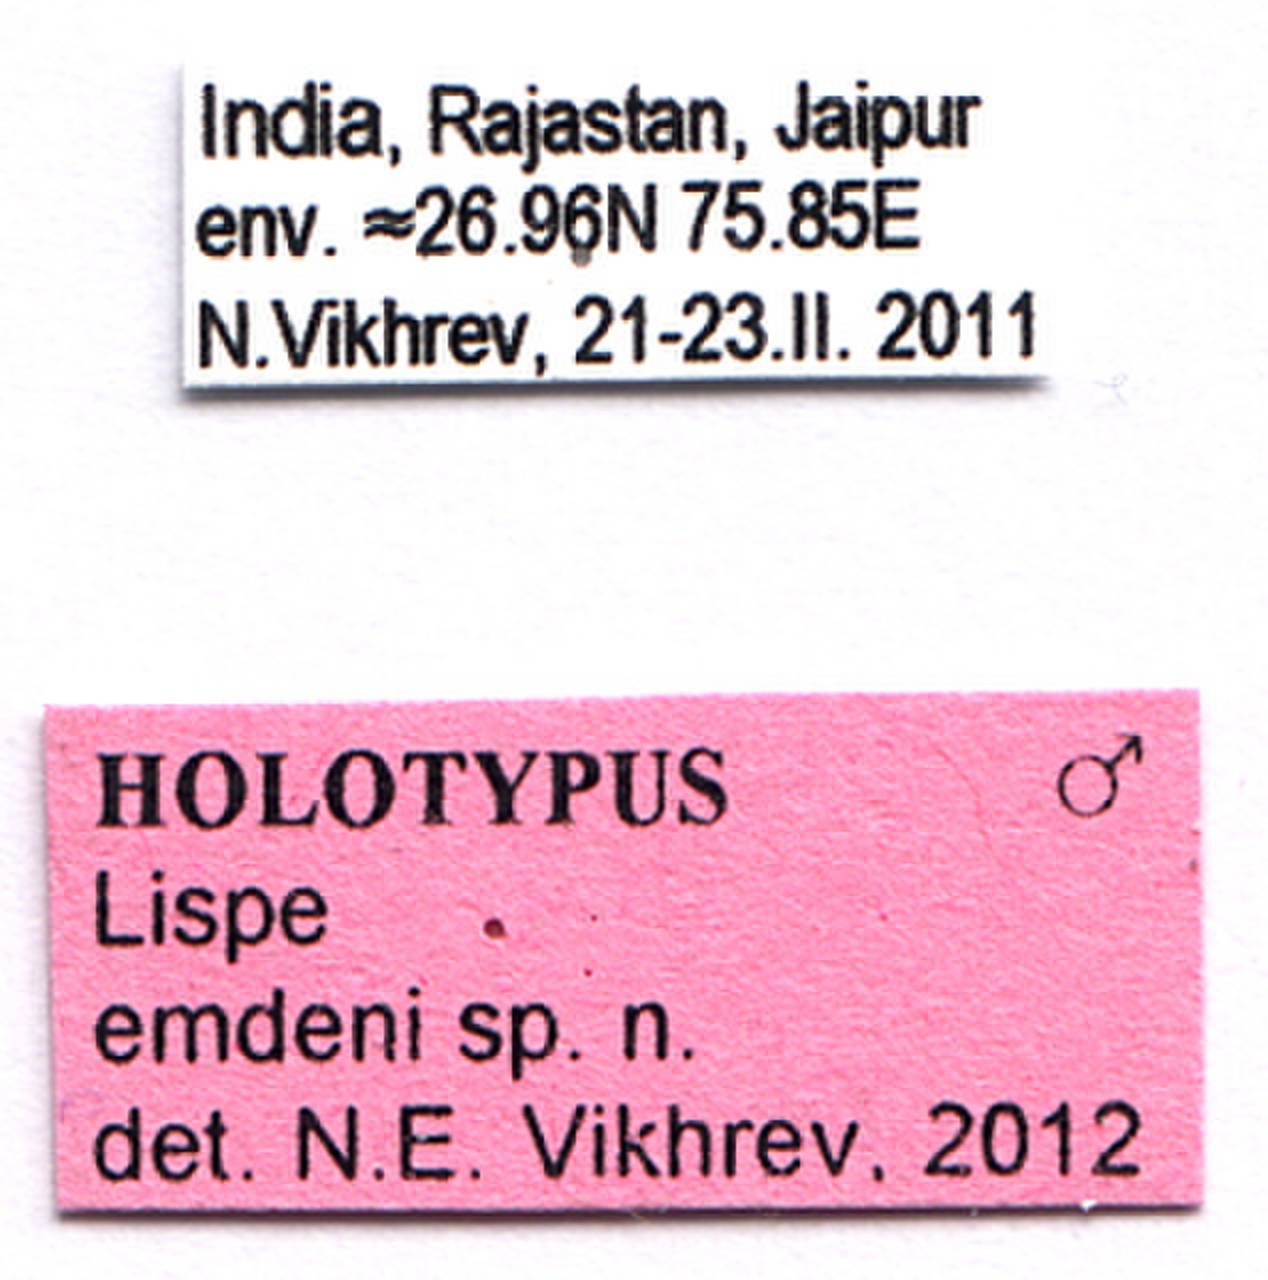 India, Rajastan, Jaipur
env. ≈26.96N 75.85E
N.Vikhrev, 21-23.II. 2011
HOLOTYPUS ♂
Lispe
emdeni sp. n.
det. N.E. Vikhrev, 2012